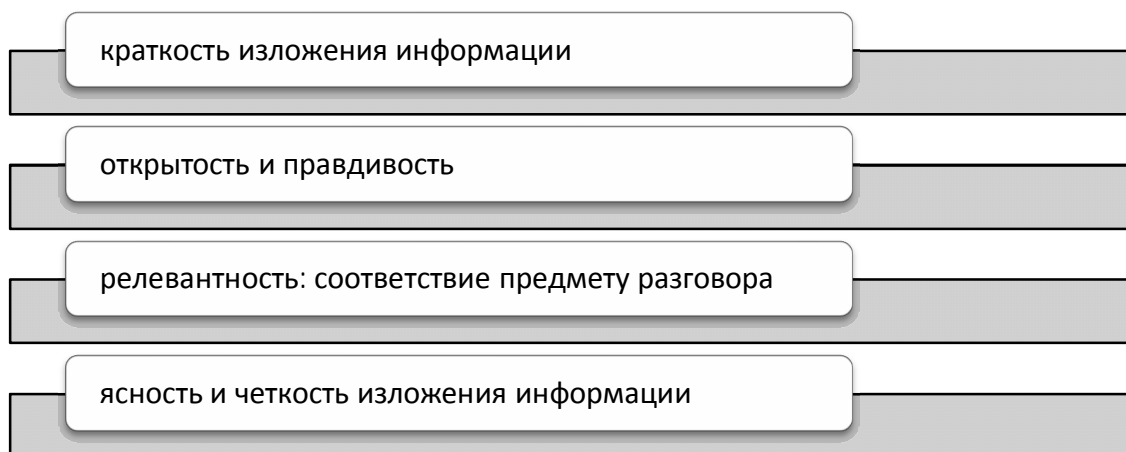 краткость изложения информации
открытость и правдивость
релевантность: соответствие предмету разговора
ясность и четкость изложения информации